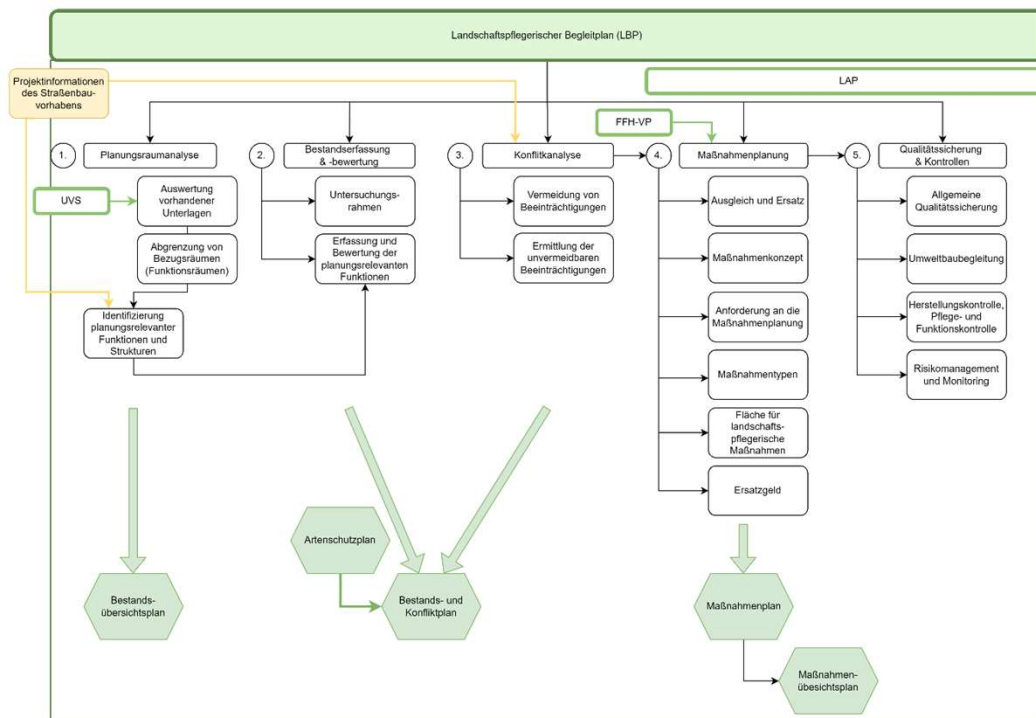 Landschaftspflegerischer Begleitplan (LBP)
LAP
Projektinformationen
des Straßenbau-
vorhabens
FFH-VP
1.
Planungsraumanalyse
2.
Bestandserfassung
& -bewertung
3.
Konflitkanalyse
4.
Maßnahmenplanung
5.
Qualitätssicherung
& Kontrollen
UVS
Auswertung
vorhandener
Unterlagen
Abgrenzung von
Bezugsräumen
(Funktionsräumen)
Identifizierung
planungsrelevanter
Funktionen und
Strukturen
Untersuchungs-
rahmen
Erfassung und
Bewertung der
planungsrelevanten
Funktionen
Vermeidung von
Beeinträchtigungen
Ermittlung der
unvermeidbaren
Beeinträchtigungen
Ausgleich und Ersatz
Maßnahmenkonzept
Anforderung an die
Maßnahmenplanung
Maßnahmentypen
Fläche für
landschafts-
pflegerische
Maßnahmen
Ersatzgeld
Allgemeine
Qualitätssicherung
Umweltbaubegleitung
Herstellungskontrolle,
Pflege- und
Funktionskontrolle
Risikomanagement
und Monitoring
Bestands-
übersichtsplan
Artenschutzplan
Bestands- und
Konfliktplan
Maßnahmenplan
Maßnahmen-
übesichtsplan